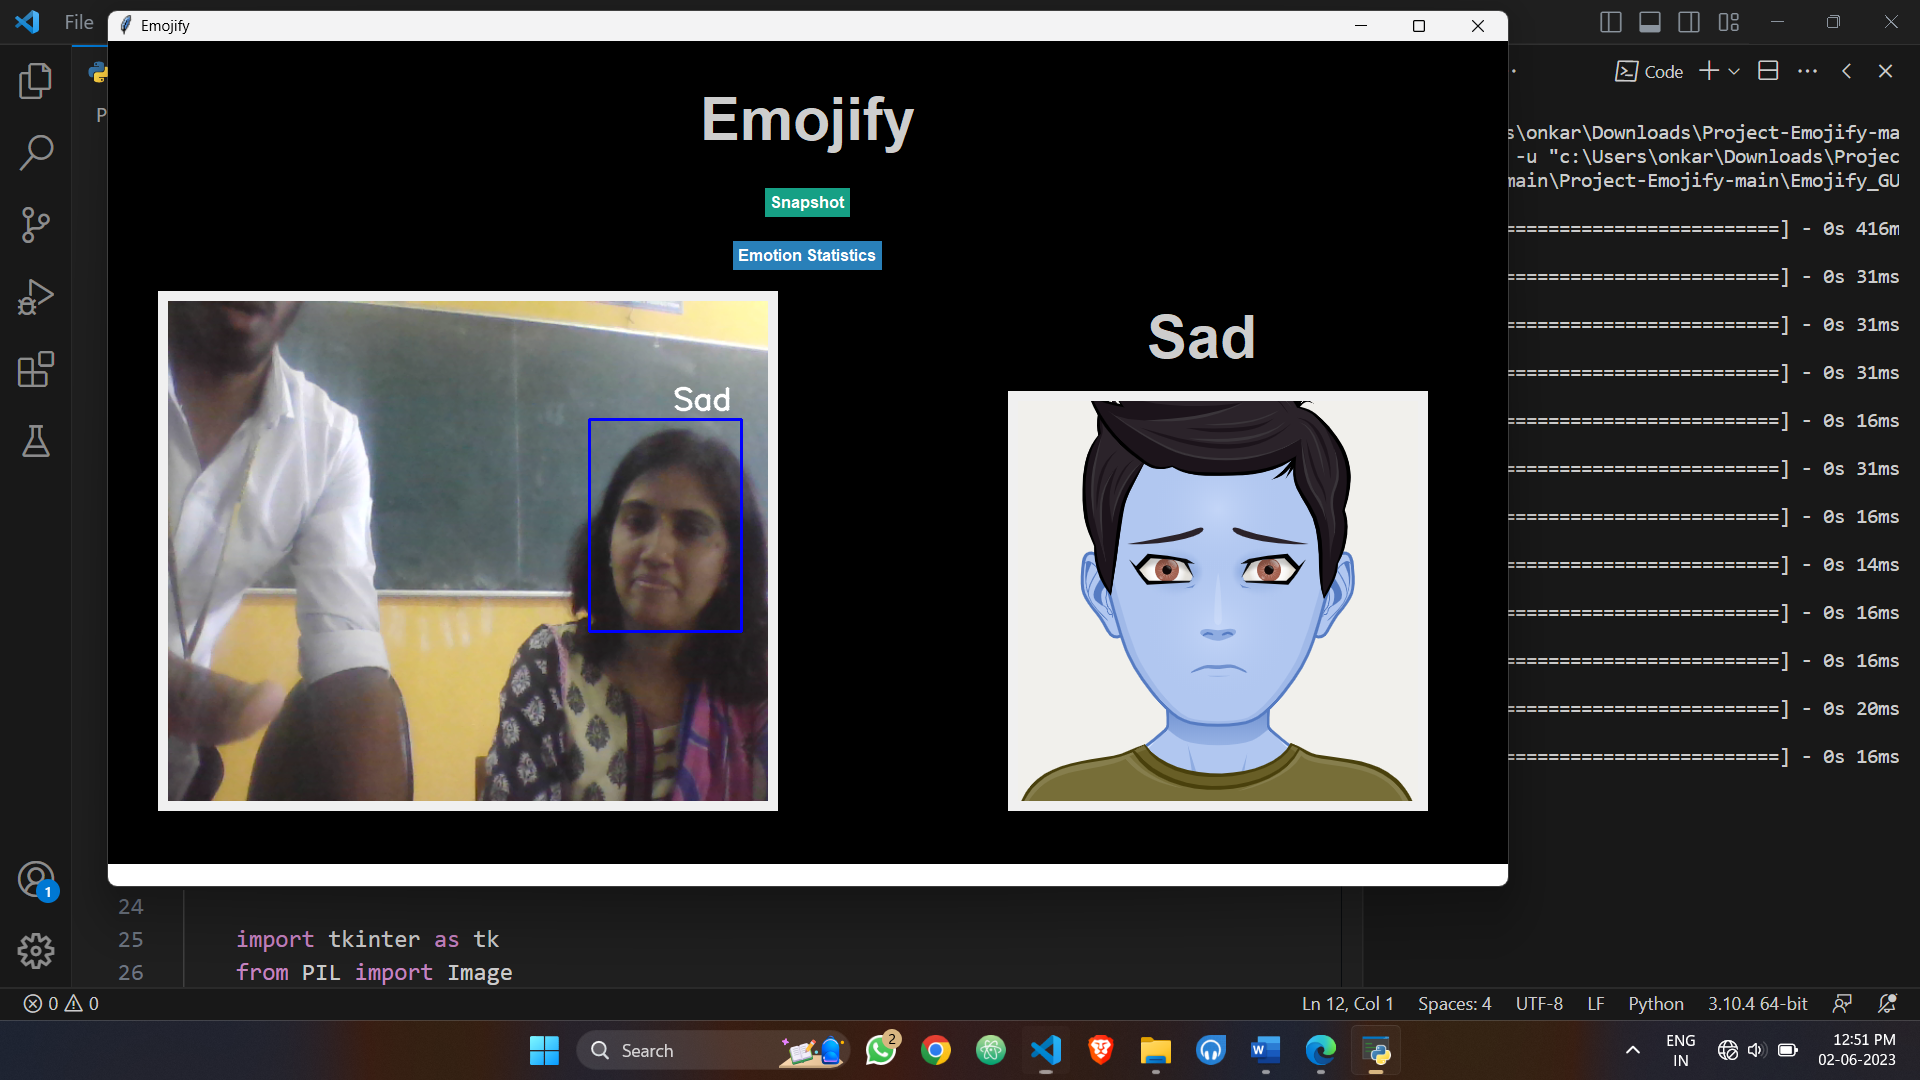 File
Emojify
Code
P
Emojify
Snapshot
Emotion Statistics
Sad
Sad
s\onkar\Downloads\Project-Emojify-ma
-u "c:\Users\onkar\Downloads\Projec
main\Project-Emojify-main\Emojify_GU
==========================] - 0s 416m
==========================] - 0s 31ms
==========================] - 0s 31ms
==========================] - 0s 31ms
==========================] - 0s 16ms
==========================] - 0s 31ms
==========================] - 0s 16ms
==========================] - 0s 14ms
==========================] - 0s 16ms
==========================] - 0s 16ms
==========================] - 0s 20ms
==========================] - 0s 16ms
1
24
25 import tkinter as tk
26 from PIL import Image
0 0
Ln 12, Col 1 Spaces: 4 UTF-8 LF Python 3.10.4 64-bit
Search
2
W
ENG
IN
12:51 PM
02-06-2023